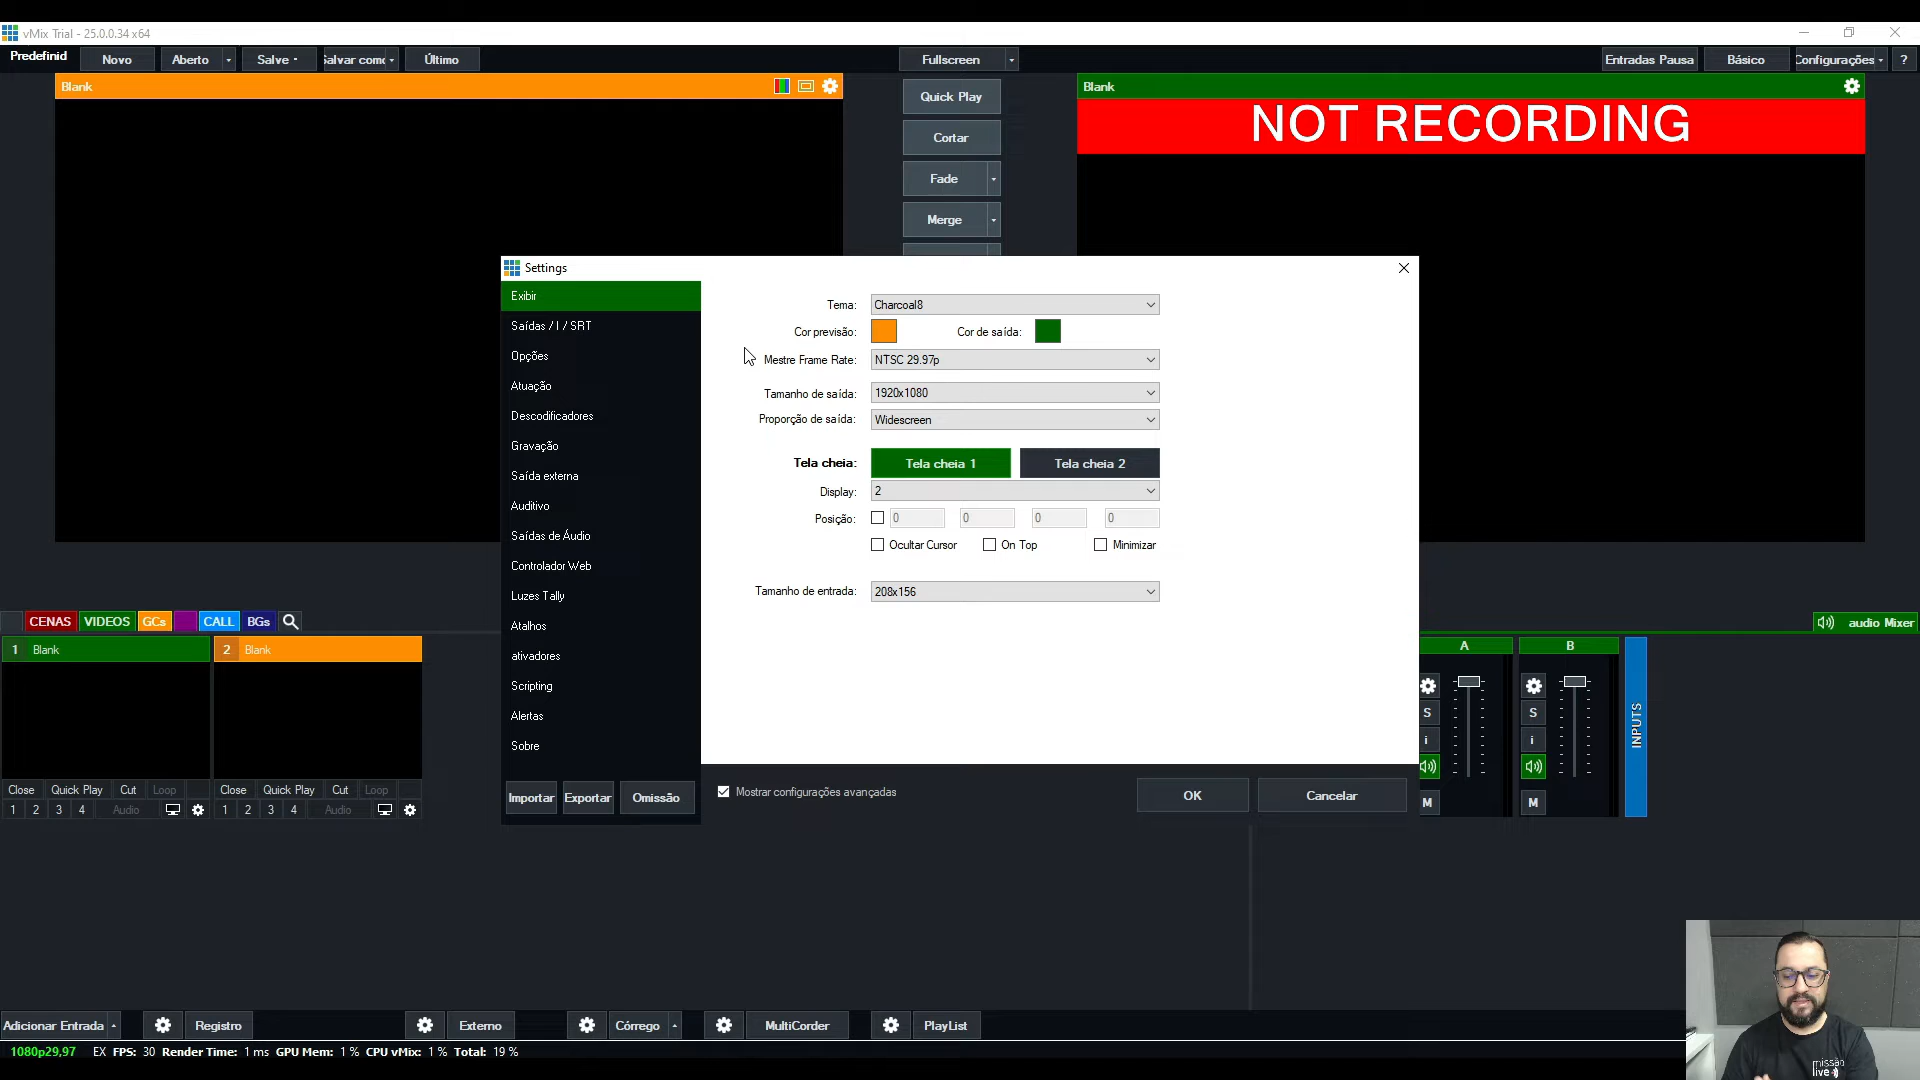 vMix Trial - 25.0.0.34 x64
Predefinid Novo Aberto Salve Salvar como Último Fullscreen Entradas Pausa Básico Configurações ?
Blank
Blank
NOT RECORDING
Quick Play
Cortar
Fade
Merge
Settings
Exibir
Saídas / I / SRT
Opções
Atuação
Descodificadores
Gravação
Saída externa
Auditivo
Saídas de Áudio
Controlador Web
Luzes Tally
Atalhos
ativadores
Scripting
Alertas
Sobre
Importar Exportar Omissão
Tema: Charcoal8
Cor previsão: Cor de saída:
Mestre Frame Rate: NTSC 29.97p
Tamanho de saída: 1920x1080
Proporção de saída: Widescreen
Tela cheia: Tela cheia 1 Tela cheia 2
Display: 2
Posição: 0 0 0 0
Ocultar Cursor On Top Minimizar
Tamanho de entrada: 208x156
Mostrar configurações avançadas OK Cancelar
CENAS VIDEOS GCs CALL BGs
1 Blank 2 Blank
Close Quick Play Cut Loop Close Quick Play Cut Loop
1 2 3 4 Audio 1 2 3 4 Audio
audio Mixer
A B
S S
i i
M M
INPUTS
Adicionar Entrada Registro Externo Córrego MultiCorder PlayList
1080p29,97 EX FPS: 30 Render Time: 1 ms GPU Mem: 1 % CPU vMix: 1 % Total: 19 %
missão
live